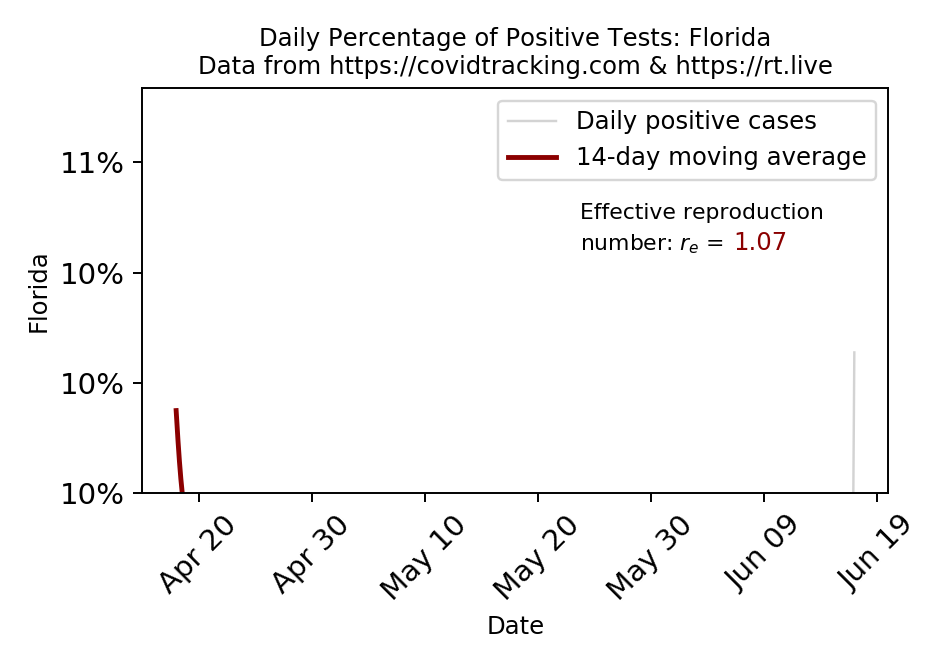 Daily Percentage of Positive Tests: Florida
Data from https://covidtracking.com & https://rt.live
Daily positive cases
14-day moving average
Effective reproduction
number: rₑ = 1.07
11%
10%
10%
10%
Florida
Apr 20
Apr 30
May 10
May 20
May 30
Jun 09
Jun 19
Date